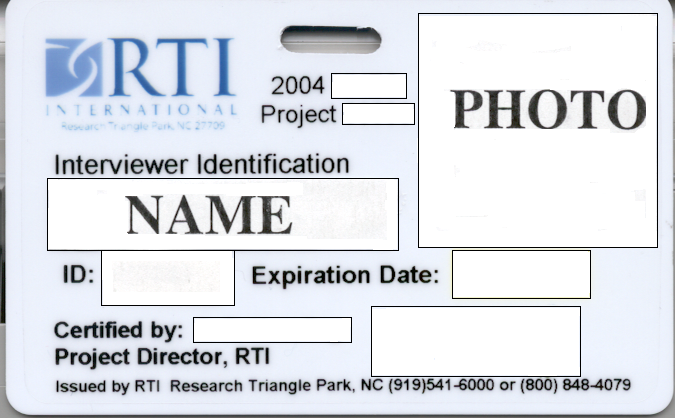 RTI
INTERNATIONAL
Research Triangle Park, NC 27709
2004
Project
PHOTO
Interviewer Identification
NAME
ID:
Expiration Date:
Certified by:
Project Director, RTI
Issued by RTI Research Triangle Park, NC (919)541-6000 or (800) 848-4079